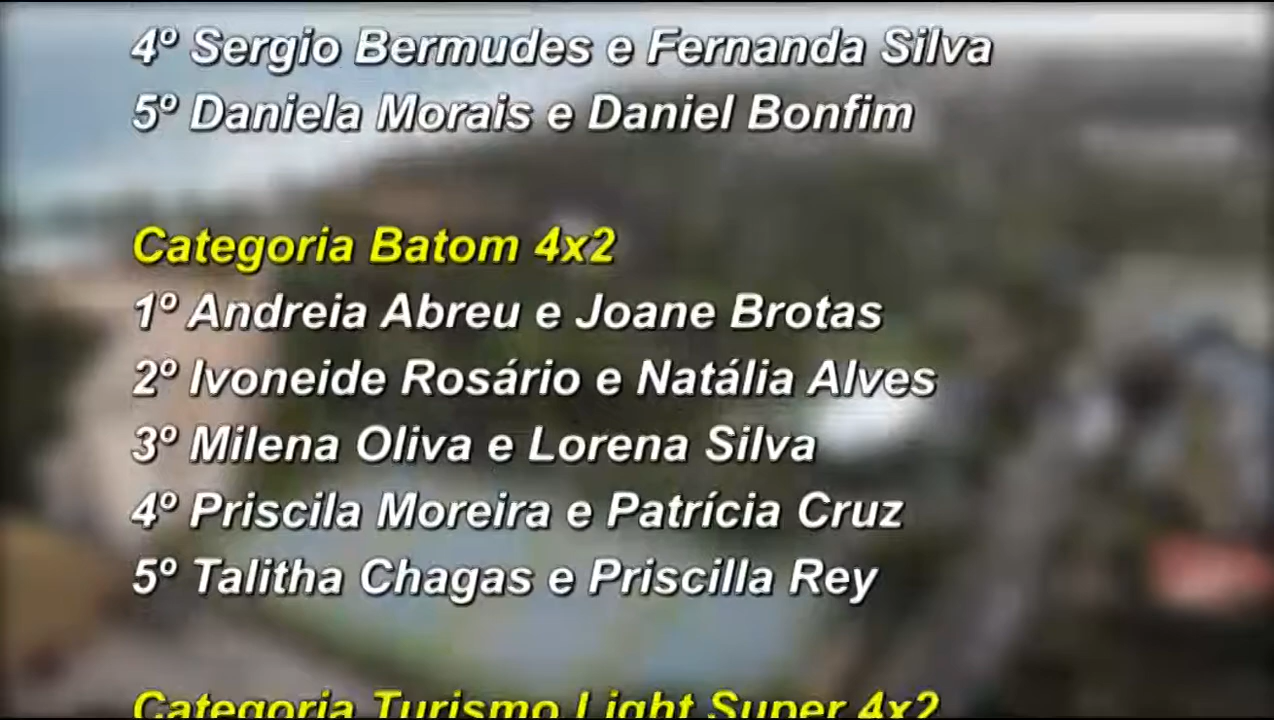 4º Sergio Bermudes e Fernanda Silva
5º Daniela Morais e Daniel Bonfim
Categoria Batom 4x2
1º Andreia Abreu e Joane Brotas
2º Ivoneide Rosário e Natália Alves
3º Milena Oliva e Lorena Silva
4º Priscila Moreira e Patrícia Cruz
5º Talitha Chagas e Priscilla Rey
Categoria Turismo Light Super 4x2